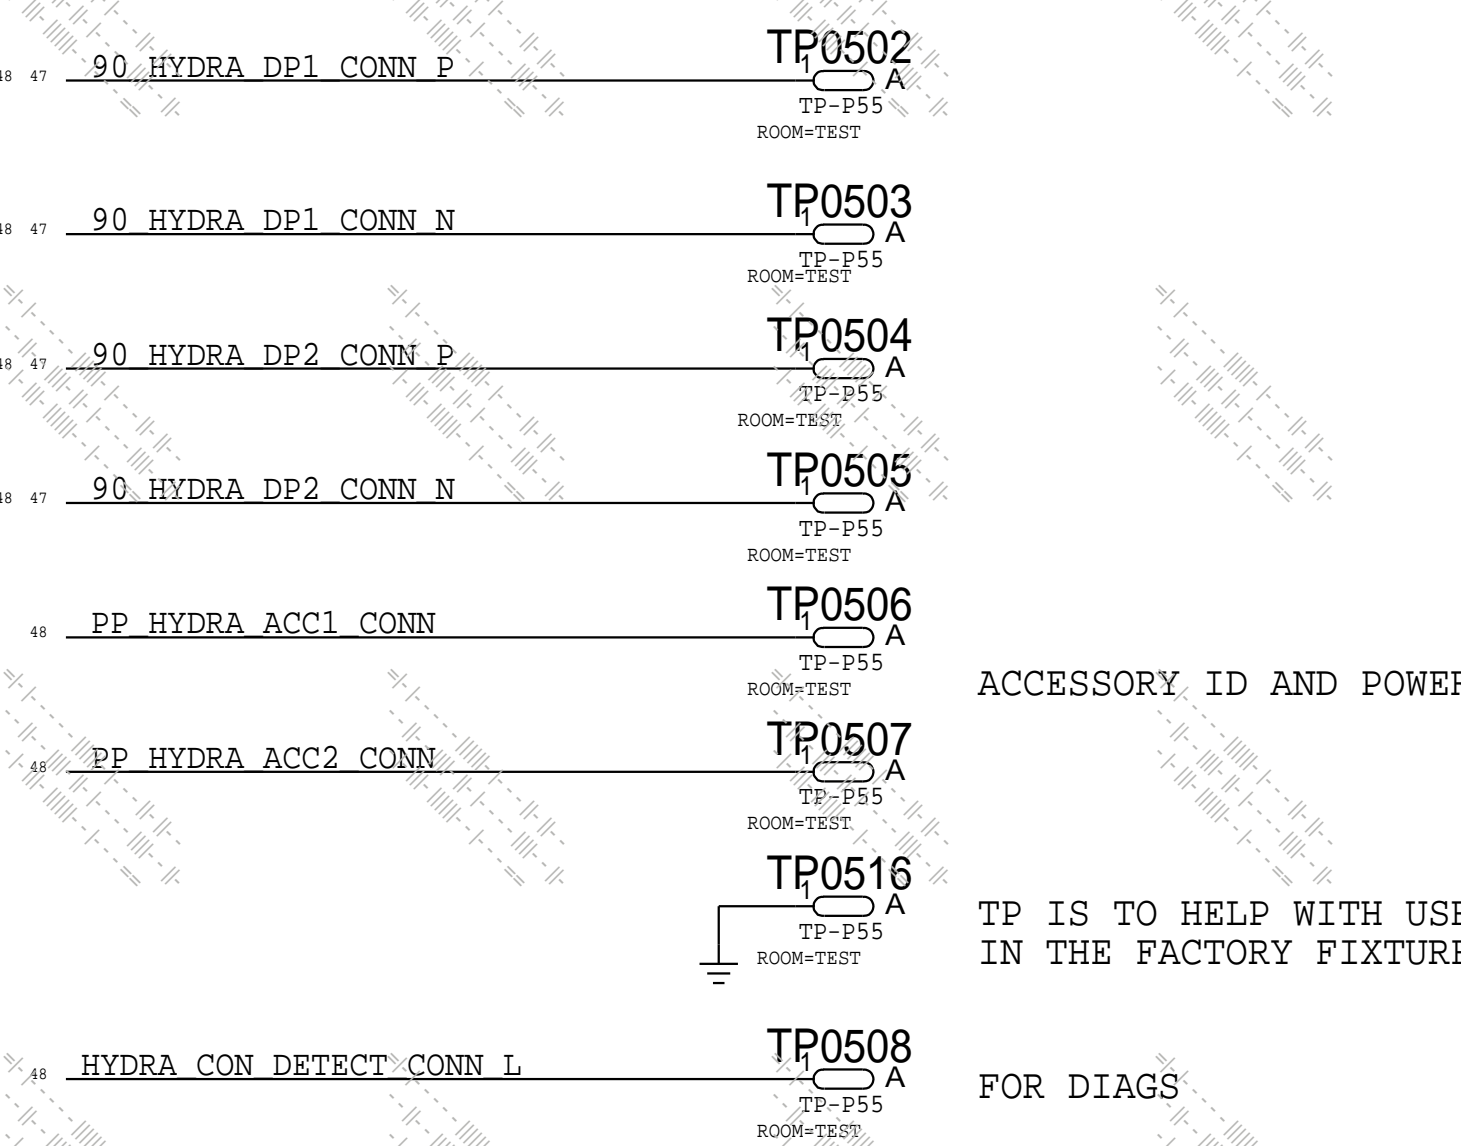 TP0502
48 47 90_HYDRA_DP1_CONN_P 1 A
TP-P55
ROOM=TEST
TP0503
48 47 90_HYDRA_DP1_CONN_N 1 A
TP-P55
ROOM=TEST
TP0504
48 47 90_HYDRA_DP2_CONN_P 1 A
TP-P55
ROOM=TEST
TP0505
48 47 90_HYDRA_DP2_CONN_N 1 A
TP-P55
ROOM=TEST
TP0506
48 PP_HYDRA_ACC1_CONN 1 A
TP-P55
ROOM=TEST
ACCESSORY ID AND POWER
TP0507
48 PP_HYDRA_ACC2_CONN 1 A
TP-P55
ROOM=TEST
TP0516
1 A
TP-P55
ROOM=TEST
TP IS TO HELP WITH USB
IN THE FACTORY FIXTURE
TP0508
48 HYDRA_CON_DETECT_CONN_L 1 A
TP-P55
ROOM=TEST
FOR DIAGS